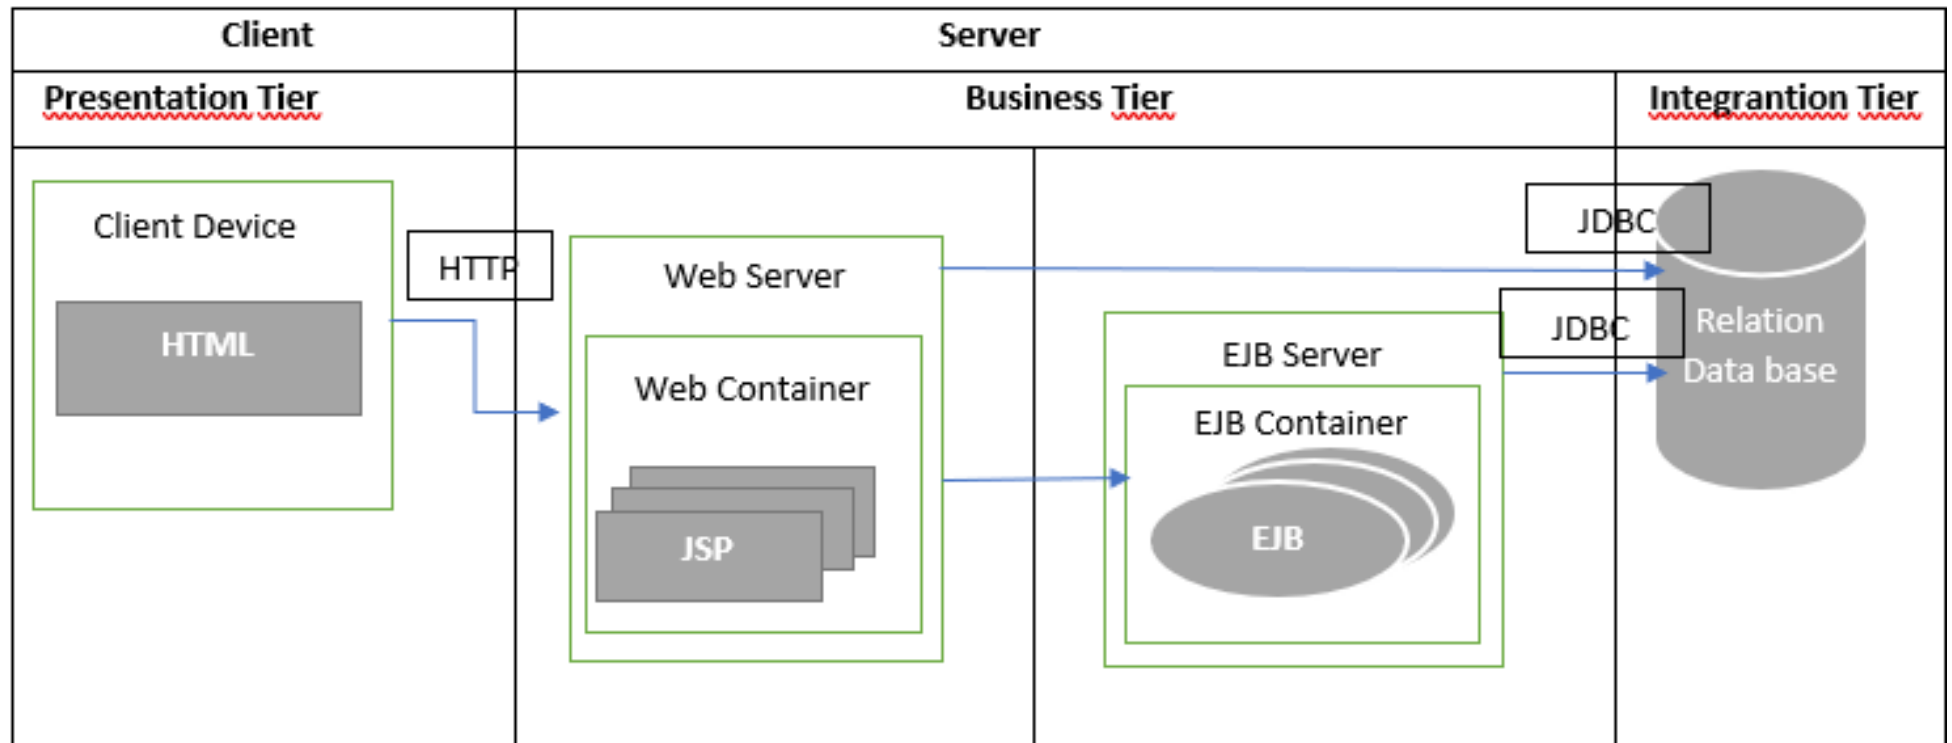 Client
Server
Presentation Tier
Business Tier
Integrantion Tier
Client Device
HTML
HTTP
Web Server
Web Container
JSP
EJB Server
EJB Container
EJB
JDBC
JDBC
Relation
Data base